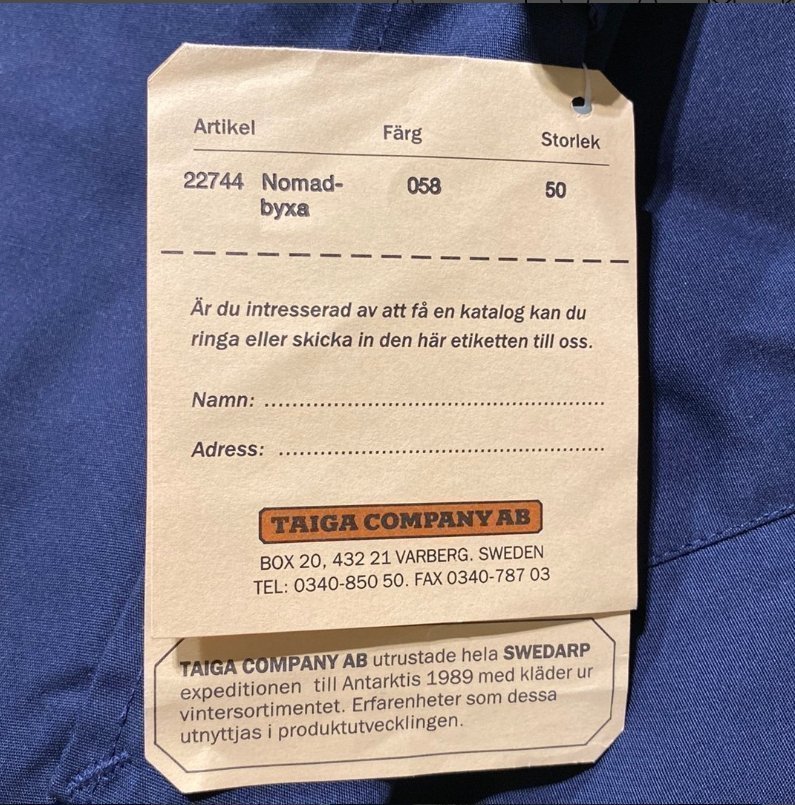 Artikel Färg Storlek
22744 Nomad- 058 50
byxa
Är du intresserad av att få en katalog kan du
ringa eller skicka in den här etiketten till oss.
Namn: ..................................................
Adress: ................................................
TAIGA COMPANY AB
BOX 20, 432 21 VARBERG. SWEDEN
TEL: 0340-850 50. FAX 0340-787 03
TAIGA COMPANY AB utrustade hela SWEDARP
expeditionen till Antarktis 1989 med kläder ur
vintersortimentet. Erfarenheter som dessa
utnyttjas i produktutvecklingen.